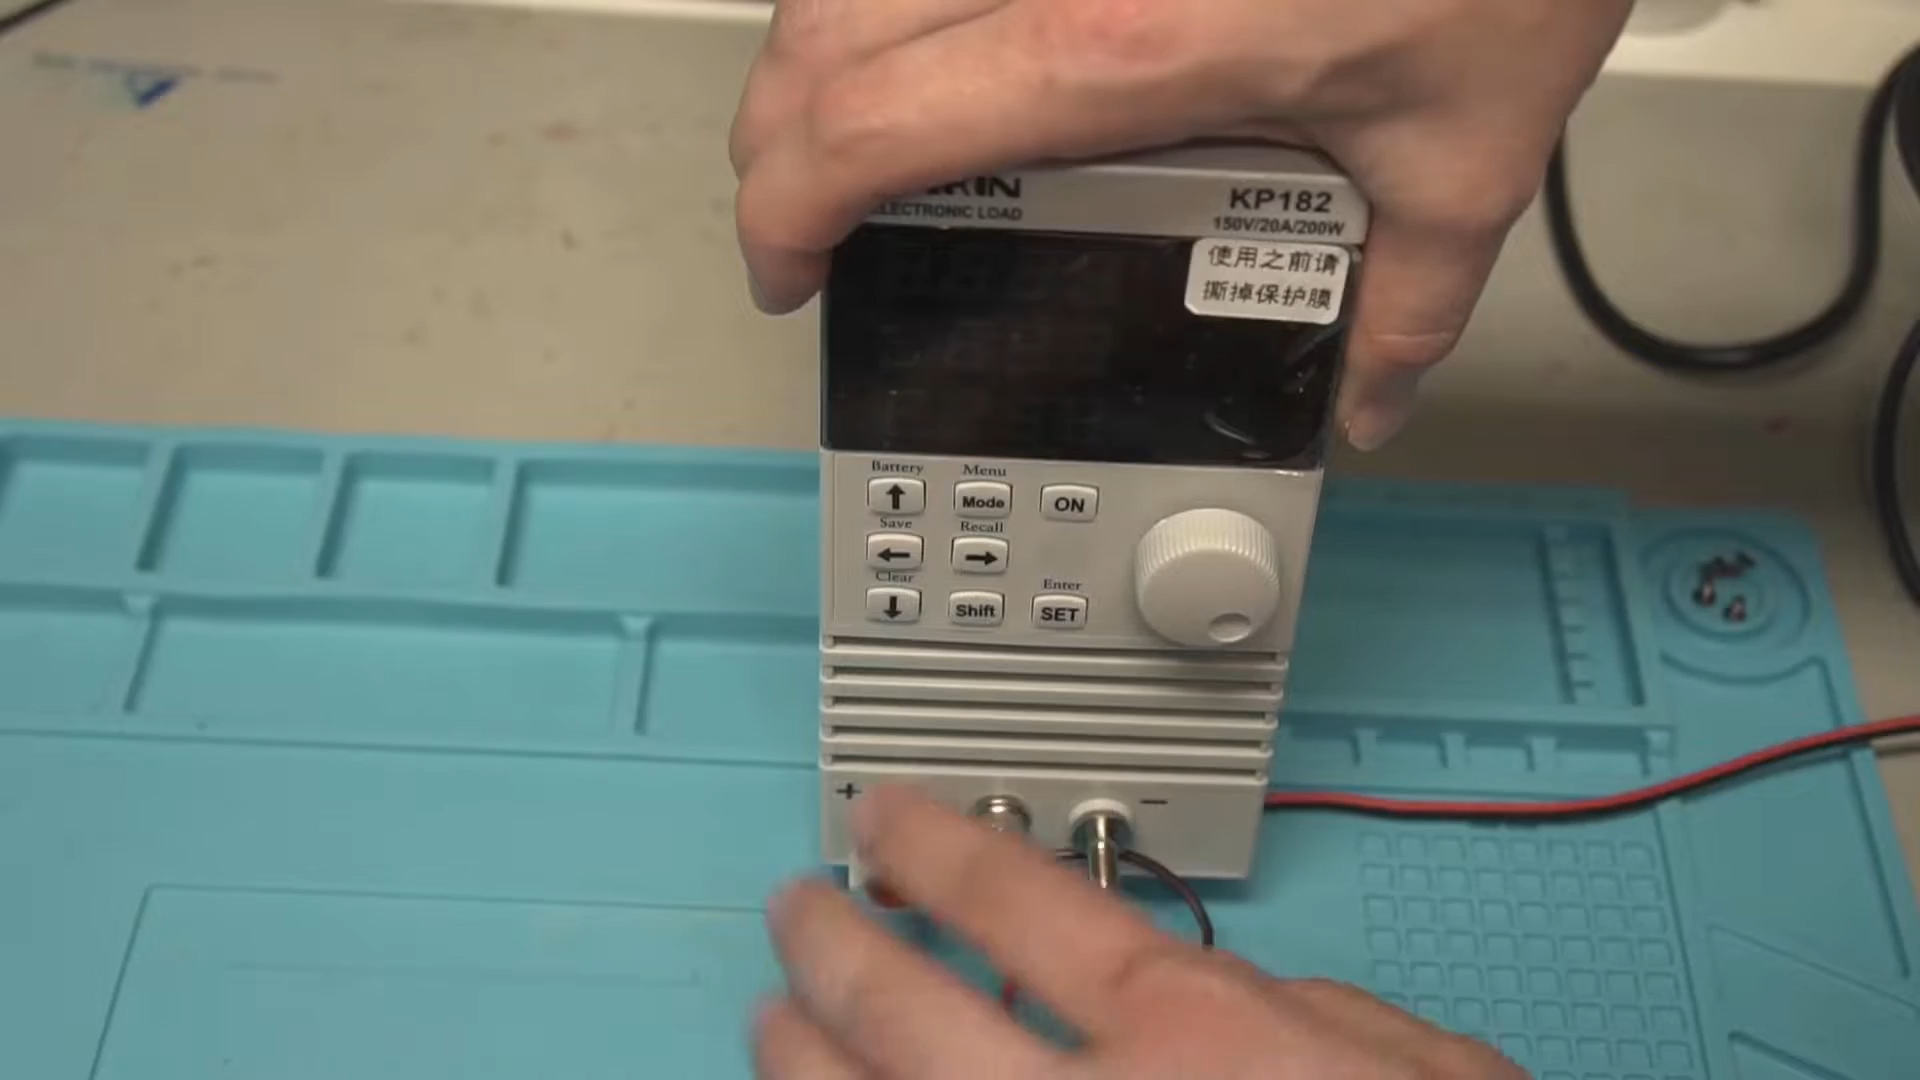 ELECTRONIC LOAD
KP182
150V/20A/200W
使用之前请
撕掉保护膜
Battery
Menu
Mode
ON
Save
Recall
Clear
Enter
Shift
SET
+
−